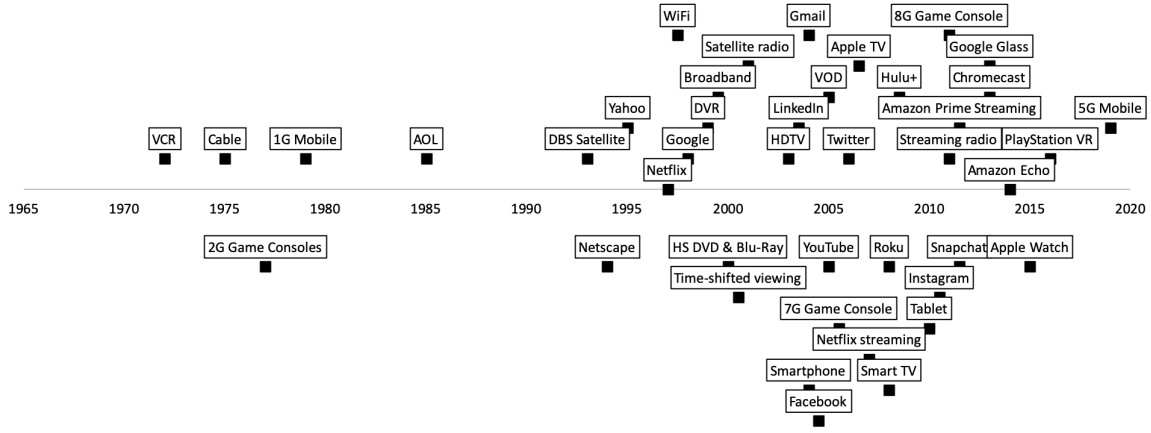 WiFi Gmail 8G Game Console
Satellite radio Apple TV Google Glass
Broadband VOD Hulu+ Chromecast
Yahoo DVR LinkedIn Amazon Prime Streaming 5G Mobile
VCR Cable 1G Mobile AOL DBS Satellite Google HDTV Twitter Streaming radio PlayStation VR
Netflix Amazon Echo
1965 1970 1975 1980 1985 1990 1995 2000 2005 2010 2015 2020
2G Game Consoles Netscape HS DVD & Blu-Ray YouTube Roku Snapchat Apple Watch
Time-shifted viewing Instagram
7G Game Console Tablet
Netflix streaming
Smartphone Smart TV
Facebook